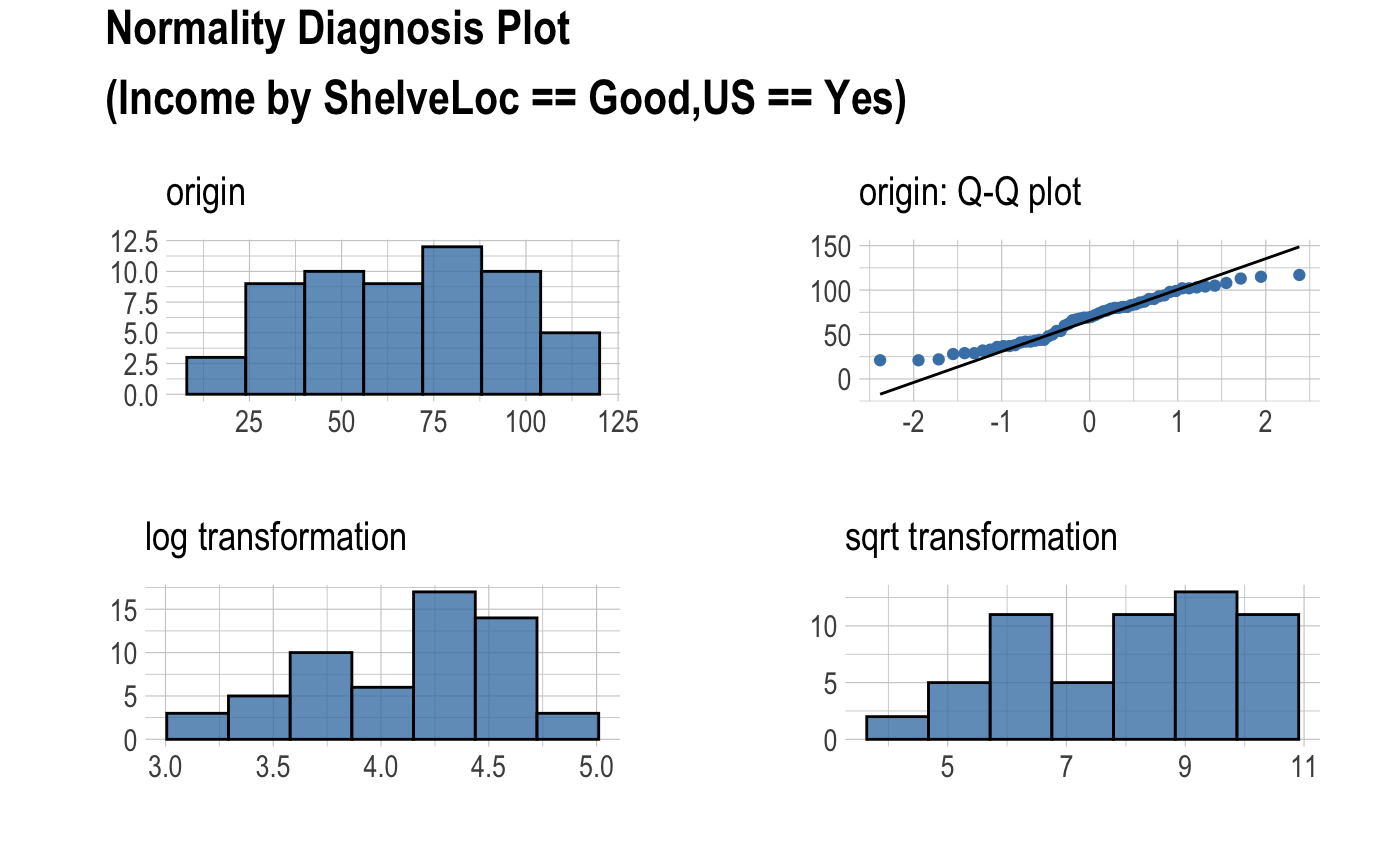 Normality Diagnosis Plot
(Income by ShelveLoc == Good,US == Yes)
origin
12.5
10.0
7.5
5.0
2.5
0.0
25 50 75 100 125
origin: Q-Q plot
150
100
50
0
-2 -1 0 1 2
log transformation
15
10
5
0
3.0 3.5 4.0 4.5 5.0
sqrt transformation
10
5
0
5 7 9 11